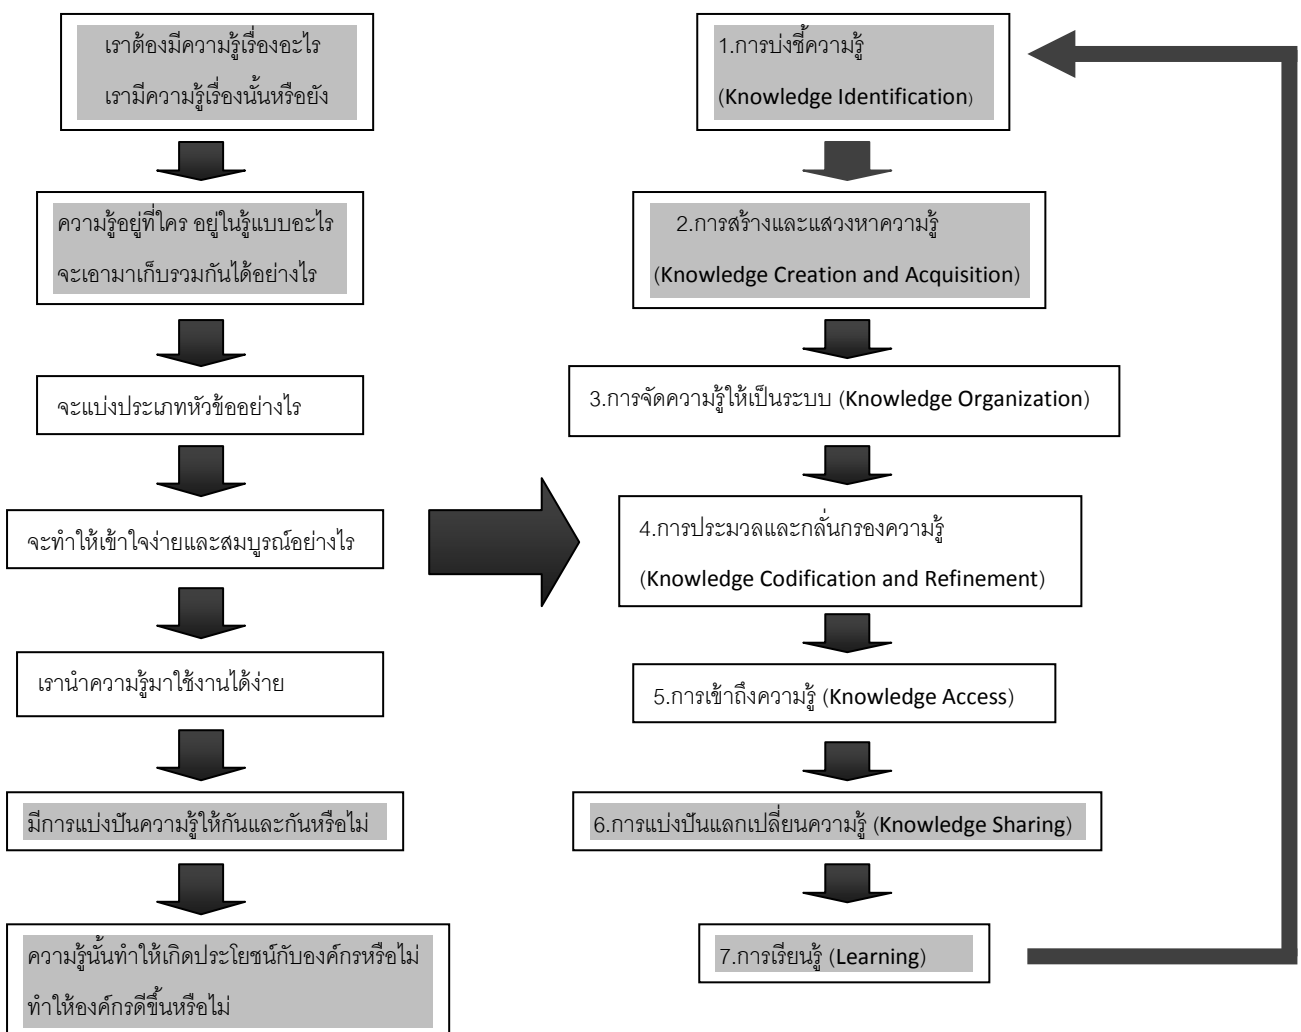 เราต้องมีความรู้เรื่องอะไร
เรามีความรู้เรื่องนั้นหรือยัง
ความรู้อยู่ที่ใคร อยู่ในรู้แบบอะไร
จะเอามาเก็บรวมกันได้อย่างไร
จะแบ่งประเภทหัวข้ออย่างไร
จะทำให้เข้าใจง่ายและสมบูรณ์อย่างไร
เรานำความรู้มาใช้งานได้ง่าย
มีการแบ่งปันความรู้ให้กันและกันหรือไม่
ความรู้นั้นทำให้เกิดประโยชน์กับองค์กรหรือไม่
ทำให้องค์กรดีขึ้นหรือไม่
1.การบ่งชี้ความรู้
(Knowledge Identification)
2.การสร้างและแสวงหาความรู้
(Knowledge Creation and Acquisition)
3.การจัดความรู้ให้เป็นระบบ (Knowledge Organization)
4.การประมวลและกลั่นกรองความรู้
(Knowledge Codification and Refinement)
5.การเข้าถึงความรู้ (Knowledge Access)
6.การแบ่งปันแลกเปลี่ยนความรู้ (Knowledge Sharing)
7.การเรียนรู้ (Learning)